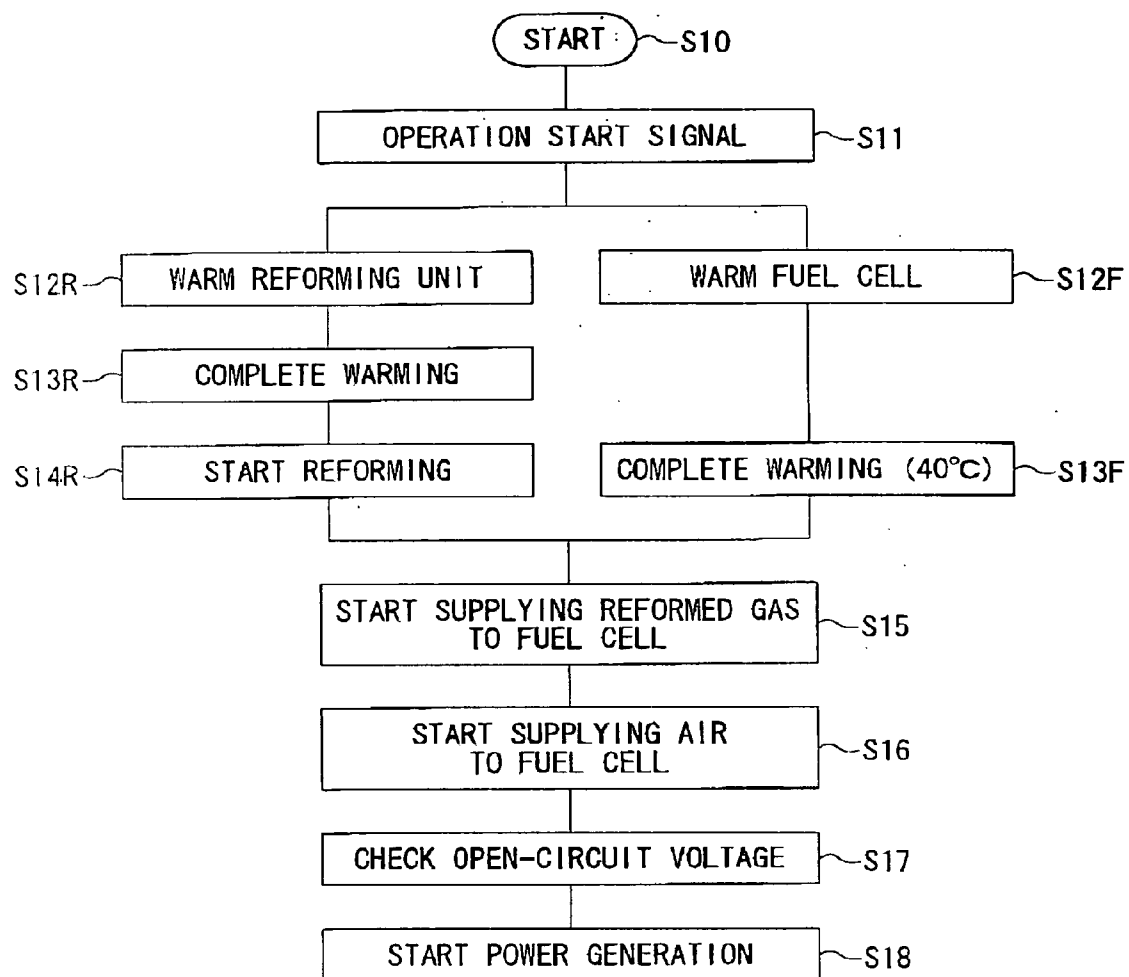 START S10
OPERATION START SIGNAL S11
S12R WARM REFORMING UNIT WARM FUEL CELL S12F
S13R COMPLETE WARMING
S14R START REFORMING COMPLETE WARMING (40°C) S13F
START SUPPLYING REFORMED GAS
TO FUEL CELL S15
START SUPPLYING AIR
TO FUEL CELL S16
CHECK OPEN-CIRCUIT VOLTAGE S17
START POWER GENERATION S18